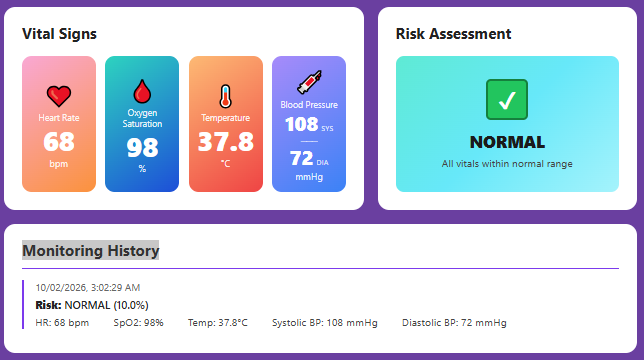 Vital Signs
Heart Rate
68
bpm
Oxygen
Saturation
98
%
Temperature
37.8
°C
Blood Pressure
108 SYS
72 DIA
mmHg
Risk Assessment
✓
NORMAL
All vitals within normal range
Monitoring History
10/02/2026, 3:02:29 AM
Risk: NORMAL (10.0%)
HR: 68 bpm SpO2: 98% Temp: 37.8°C Systolic BP: 108 mmHg Diastolic BP: 72 mmHg